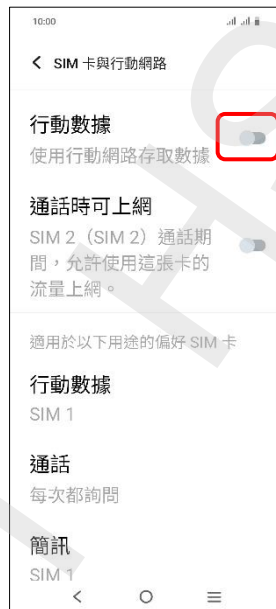 10:00
SIM 卡與行動網路
行動數據
使用行動網路存取數據
通話時可上網
SIM 2（SIM 2）通話期
間，允許使用這張卡的
流量上網。
適用於以下用途的偏好 SIM 卡
行動數據
SIM 1
通話
每次都詢問
簡訊
SIM 1